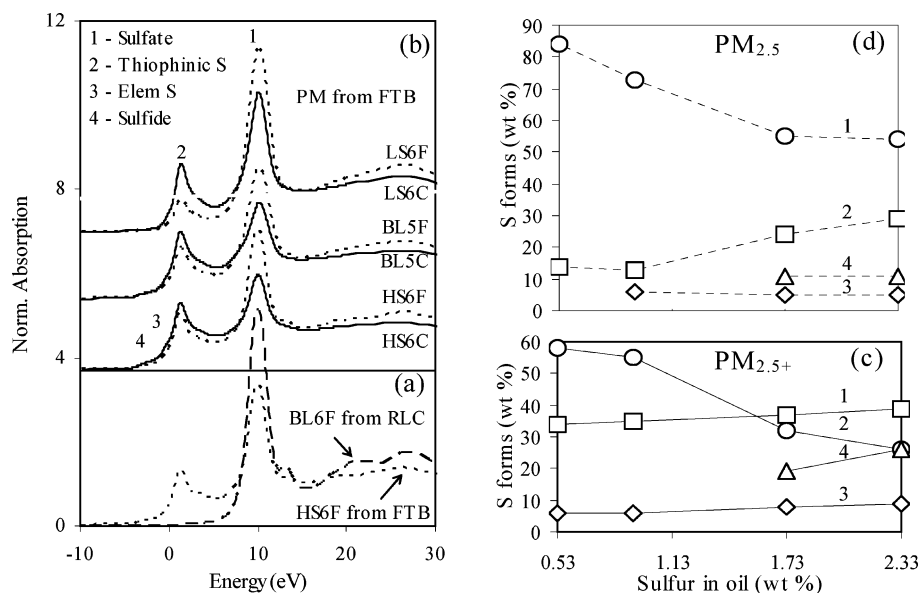 12
8
4
0
Norm. Absorption
1 - Sulfate
2 - Thiophinic S
3 - Elem S
4 - Sulfide
1
(b)
PM from FTB
2
LS6F
LS6C
BL5F
BL5C
HS6F
HS6C
3
4
(a)
BL6F from RLC
HS6F from FTB
-10
0
10
20
30
Energy (eV)
90
80
70
60
50
40
30
20
10
0
S forms (wt %)
PM2.5
(d)
1
2
4
3
60
50
40
30
20
10
0
S forms (wt %)
PM2.5+
(c)
1
2
4
3
0.53
1.13
1.73
2.33
Sulfur in oil (wt %)